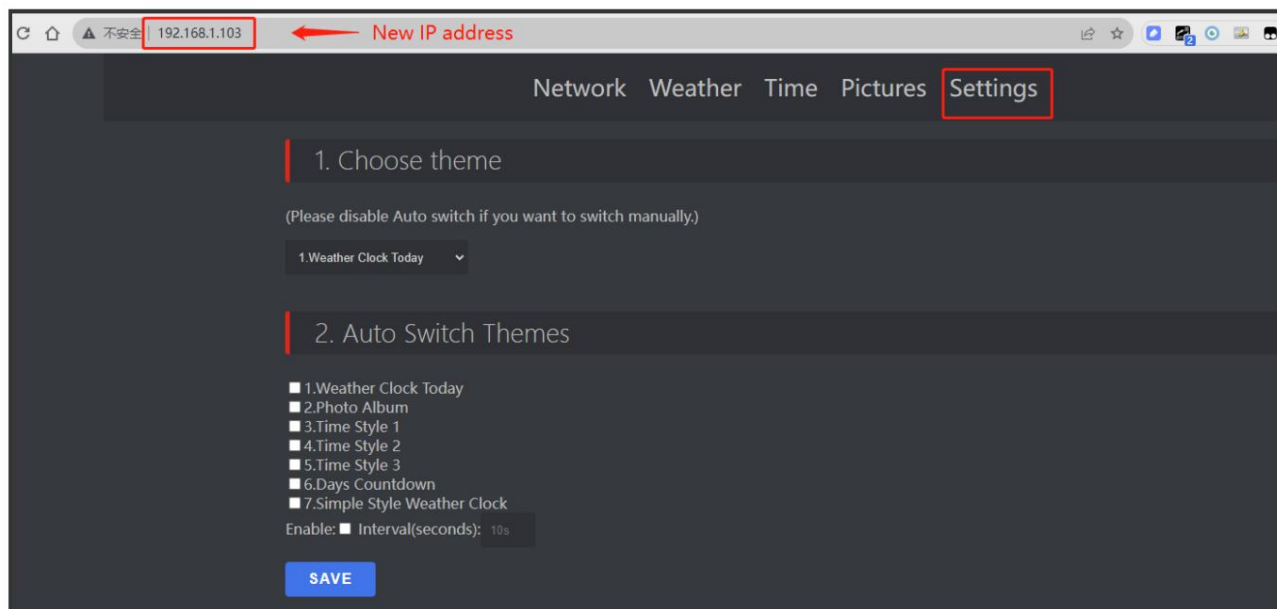 不安全 192.168.1.103 New IP address 2
Network Weather Time Pictures Settings
1. Choose theme
(Please disable Auto switch if you want to switch manually.)
1.Weather Clock Today
2. Auto Switch Themes
1.Weather Clock Today
2.Photo Album
3.Time Style 1
4.Time Style 2
5.Time Style 3
6.Days Countdown
7.Simple Style Weather Clock
Enable: Interval(seconds): 10s
SAVE